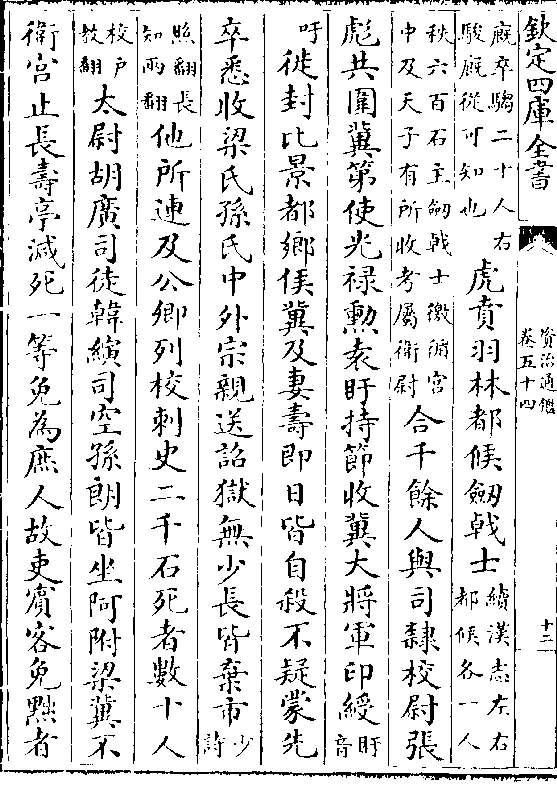 欽定四庫全書
資治通鑑
卷五十四
十二
廐卒騶二十人右
駿廐從可知也
虎賁羽林都候劒戟士
續漢志左右
都候各一人
秩六百石主劒戟士徼循宫
中及天子有所收考屬衛尉
合千餘人與司隸校尉張
彪共圍冀第使光禄勲袁盱持節收冀大將軍印綬
盱音
吁
徙封比景都鄉侯冀及妻壽即日皆自殺不疑蒙先
卒悉收梁氏孫氏中外宗親送詔獄無少長皆棄市
少詩
照翻長
知兩翻
他所連及公卿列校刺史二千石死者數十人
校户
教翻
太尉胡廣司徒韓縯司空孫朗皆坐阿附梁冀不
衛宫止長壽亭減死一等免為庶人故吏賓客免黜者